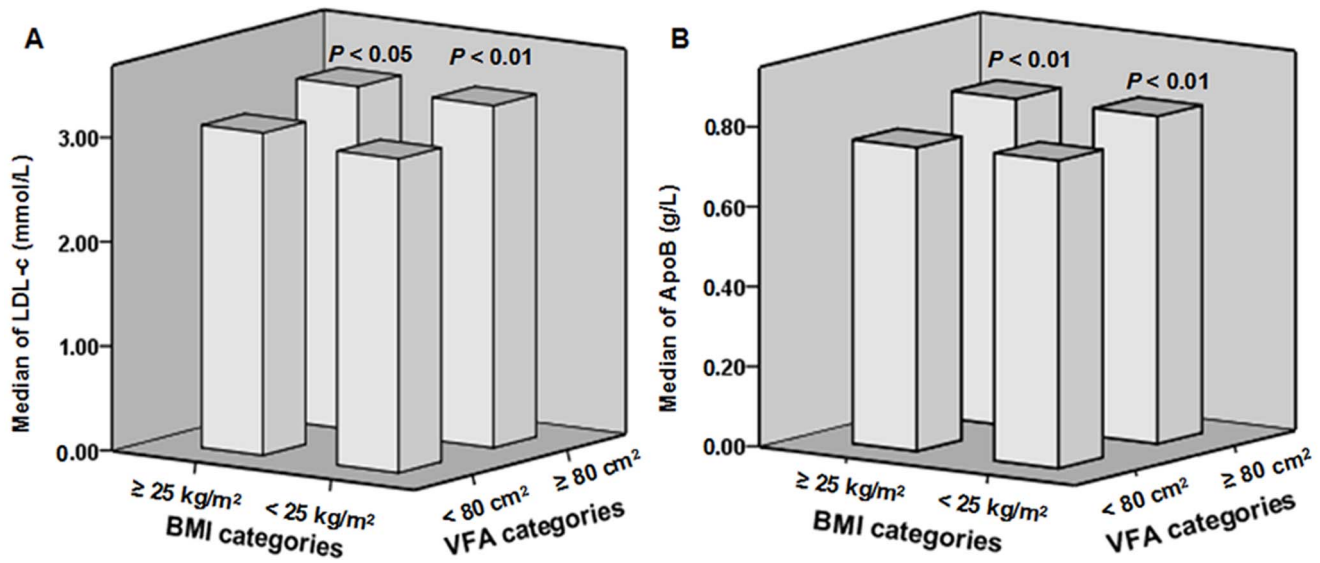 A
P < 0.05
P < 0.01
3.00
2.00
1.00
0.00
Median of LDL-c (mmol/L)
≥ 25 kg/m²
< 25 kg/m²
BMI categories
< 80 cm²
≥ 80 cm²
VFA categories
B
P < 0.01
P < 0.01
0.80
0.60
0.40
0.20
0.00
Median of ApoB (g/L)
≥ 25 kg/m²
< 25 kg/m²
BMI categories
< 80 cm²
≥ 80 cm²
VFA categories